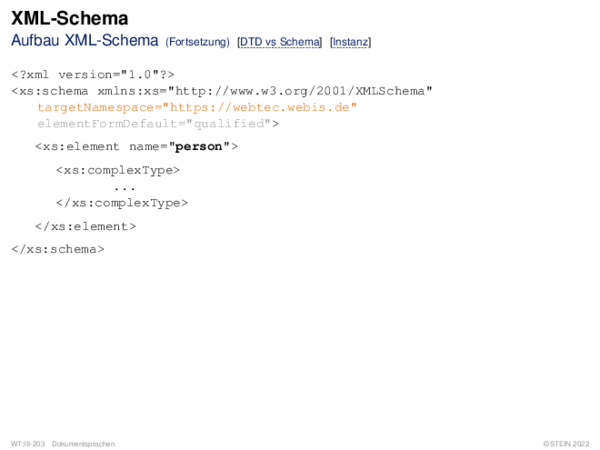 XML-Schema
Aufbau XML-Schema (Fortsetzung) [DTD vs Schema] [Instanz]
<?xml version="1.0"?>
<xs:schema xmlns:xs="http://www.w3.org/2001/XMLSchema"
targetNamespace="https://webtec.webis.de"
elementFormDefault="qualified">
<xs:element name="person">
<xs:complexType>
...
</xs:complexType>
</xs:element>
</xs:schema>
WT:III-203 Dokumentsprachen ©STEIN 2022